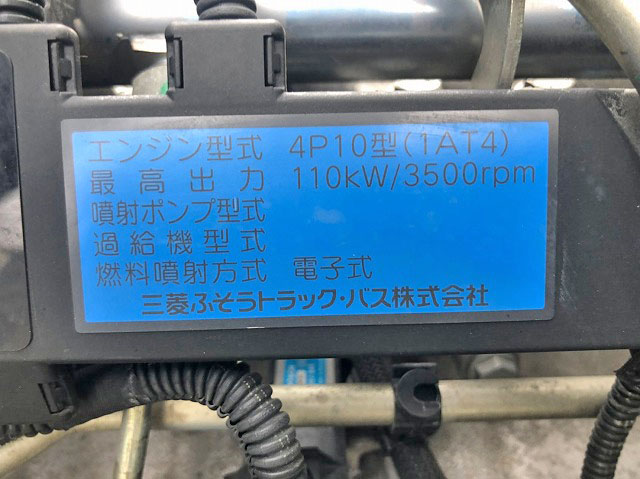 エンジン型式 4P10型(1AT4)
最高出力 110kW/3500rpm
噴射ポンプ型式
過給機型式
燃料噴射方式 電子式
三菱ふそうトラック・バス株式会社